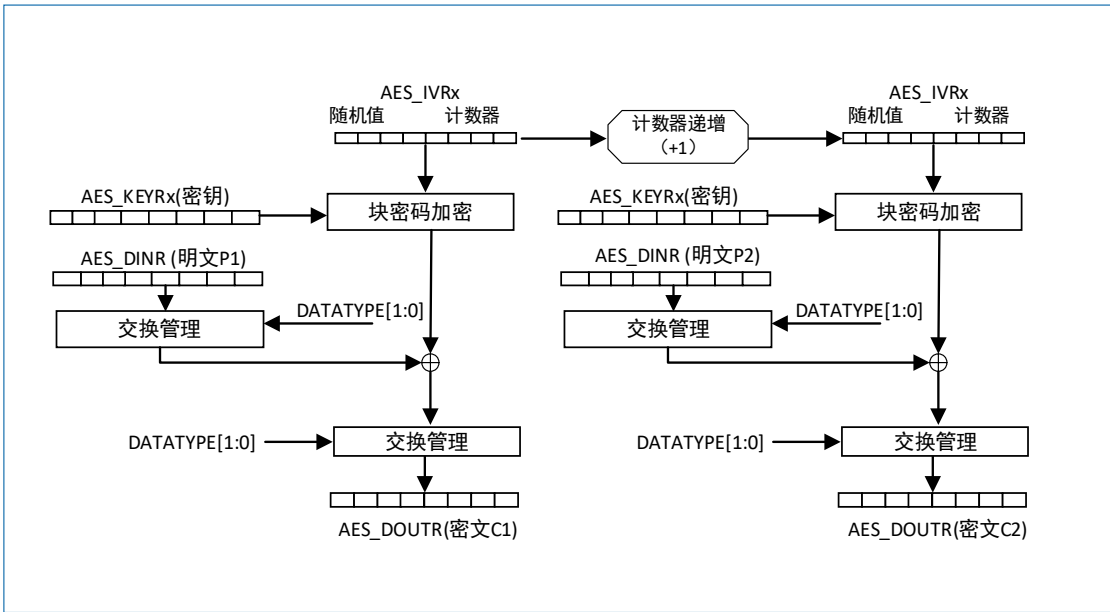 AES_IVRx
随机值 计数器
计数器递增
（+1）
AES_IVRx
随机值 计数器
AES_KEYRx(密钥)
块密码加密
AES_KEYRx(密钥)
块密码加密
AES_DINR (明文P1)
DATATYPE[1:0]
交换管理
AES_DINR (明文P2)
DATATYPE[1:0]
交换管理
DATATYPE[1:0]
交换管理
DATATYPE[1:0]
交换管理
AES_DOUTR(密文C1)
AES_DOUTR(密文C2)